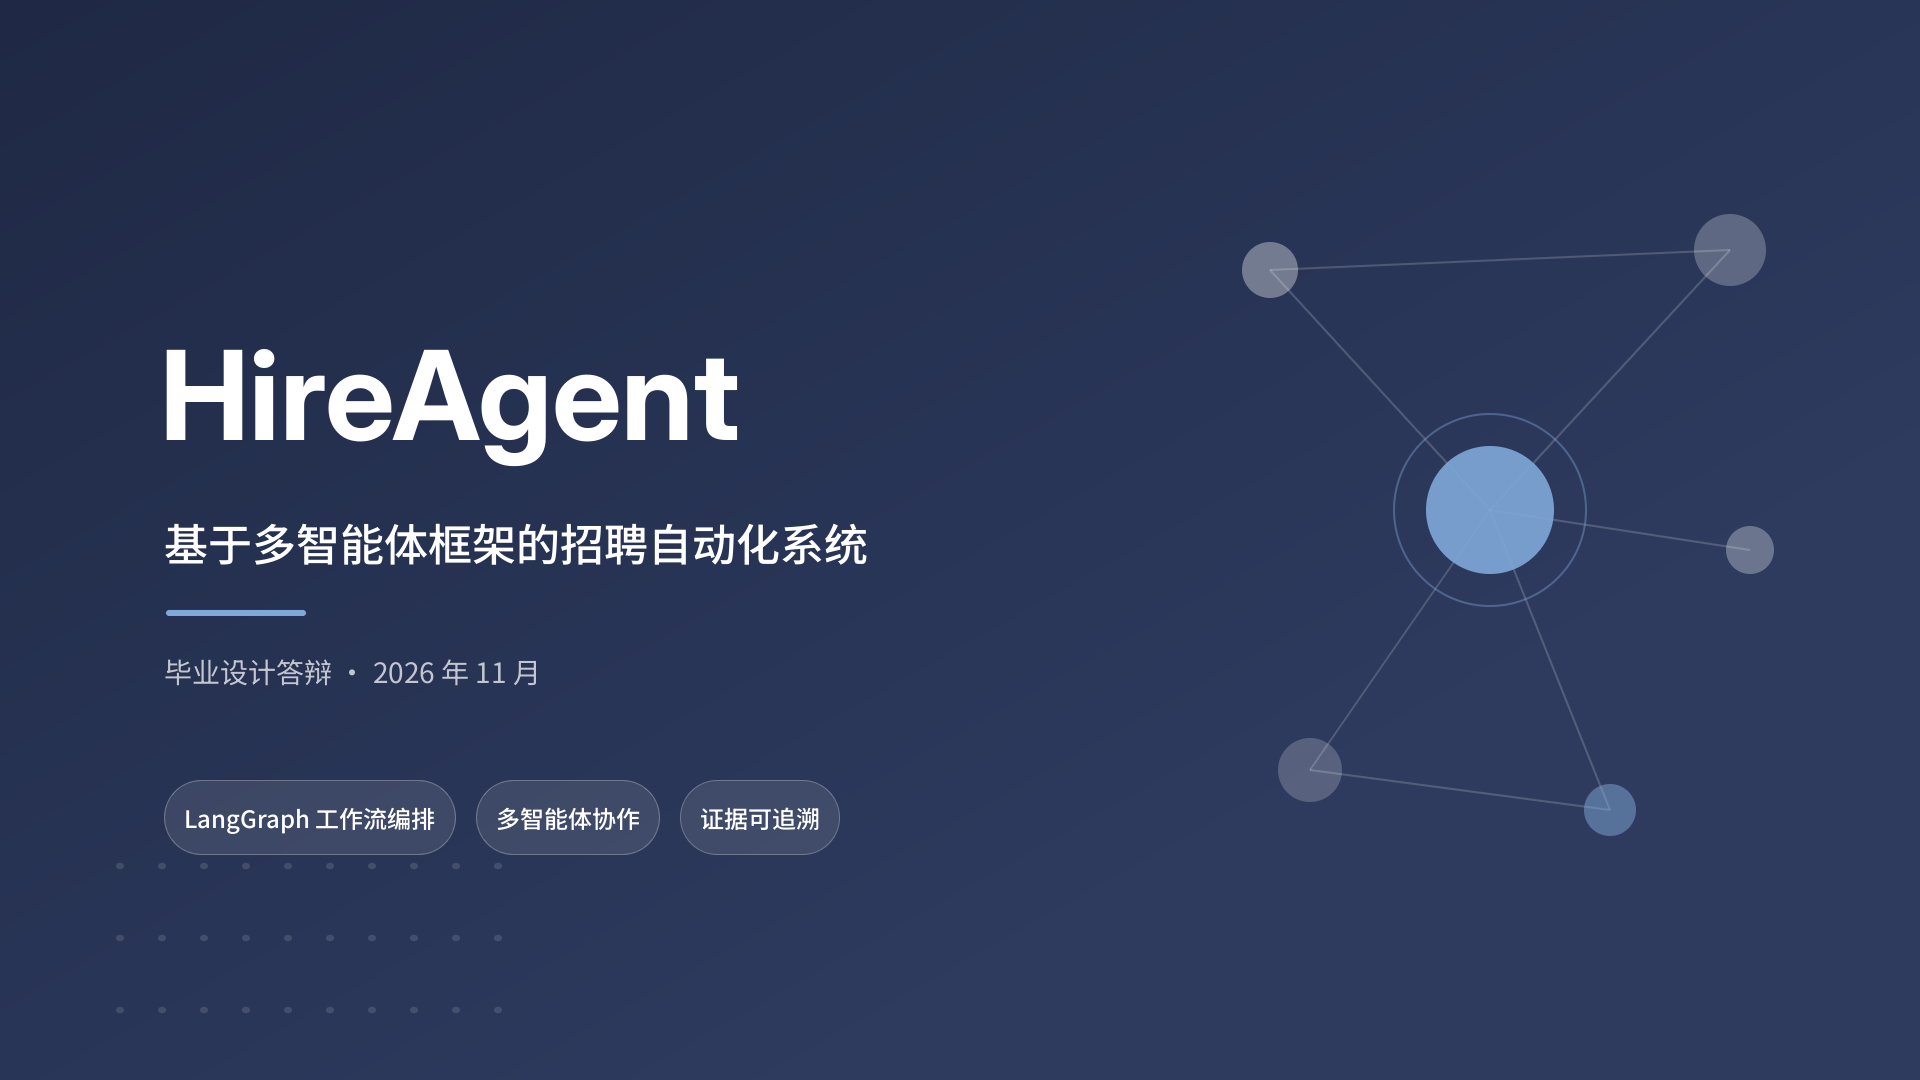 HireAgent
基于多智能体框架的招聘自动化系统
毕业设计答辩 · 2026 年 11 月
LangGraph 工作流编排
多智能体协作
证据可追溯